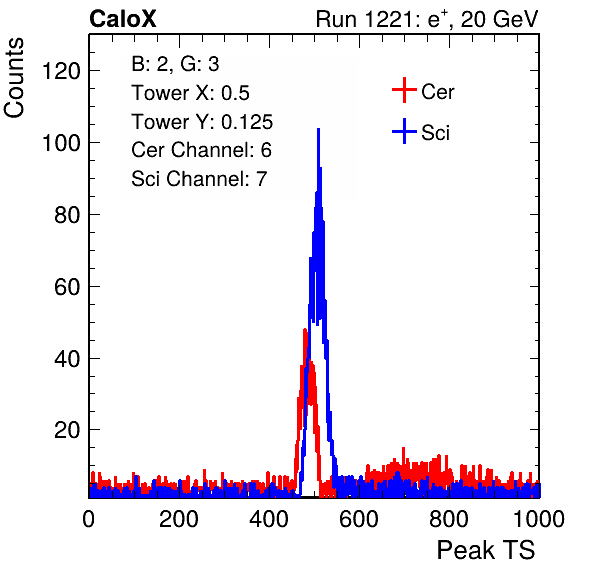 CaloX Run 1221: e⁺, 20 GeV
Counts
B: 2, G: 3
Tower X: 0.5
Tower Y: 0.125
Cer Channel: 6
Sci Channel: 7
Cer
Sci
120
100
80
60
40
20
0 200 400 600 800 1000
Peak TS